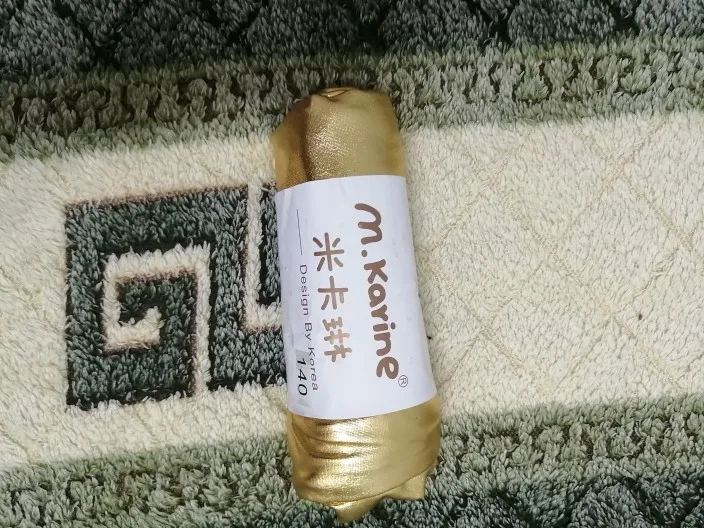 m.Karine®
米卡琳
Design By Korea
140